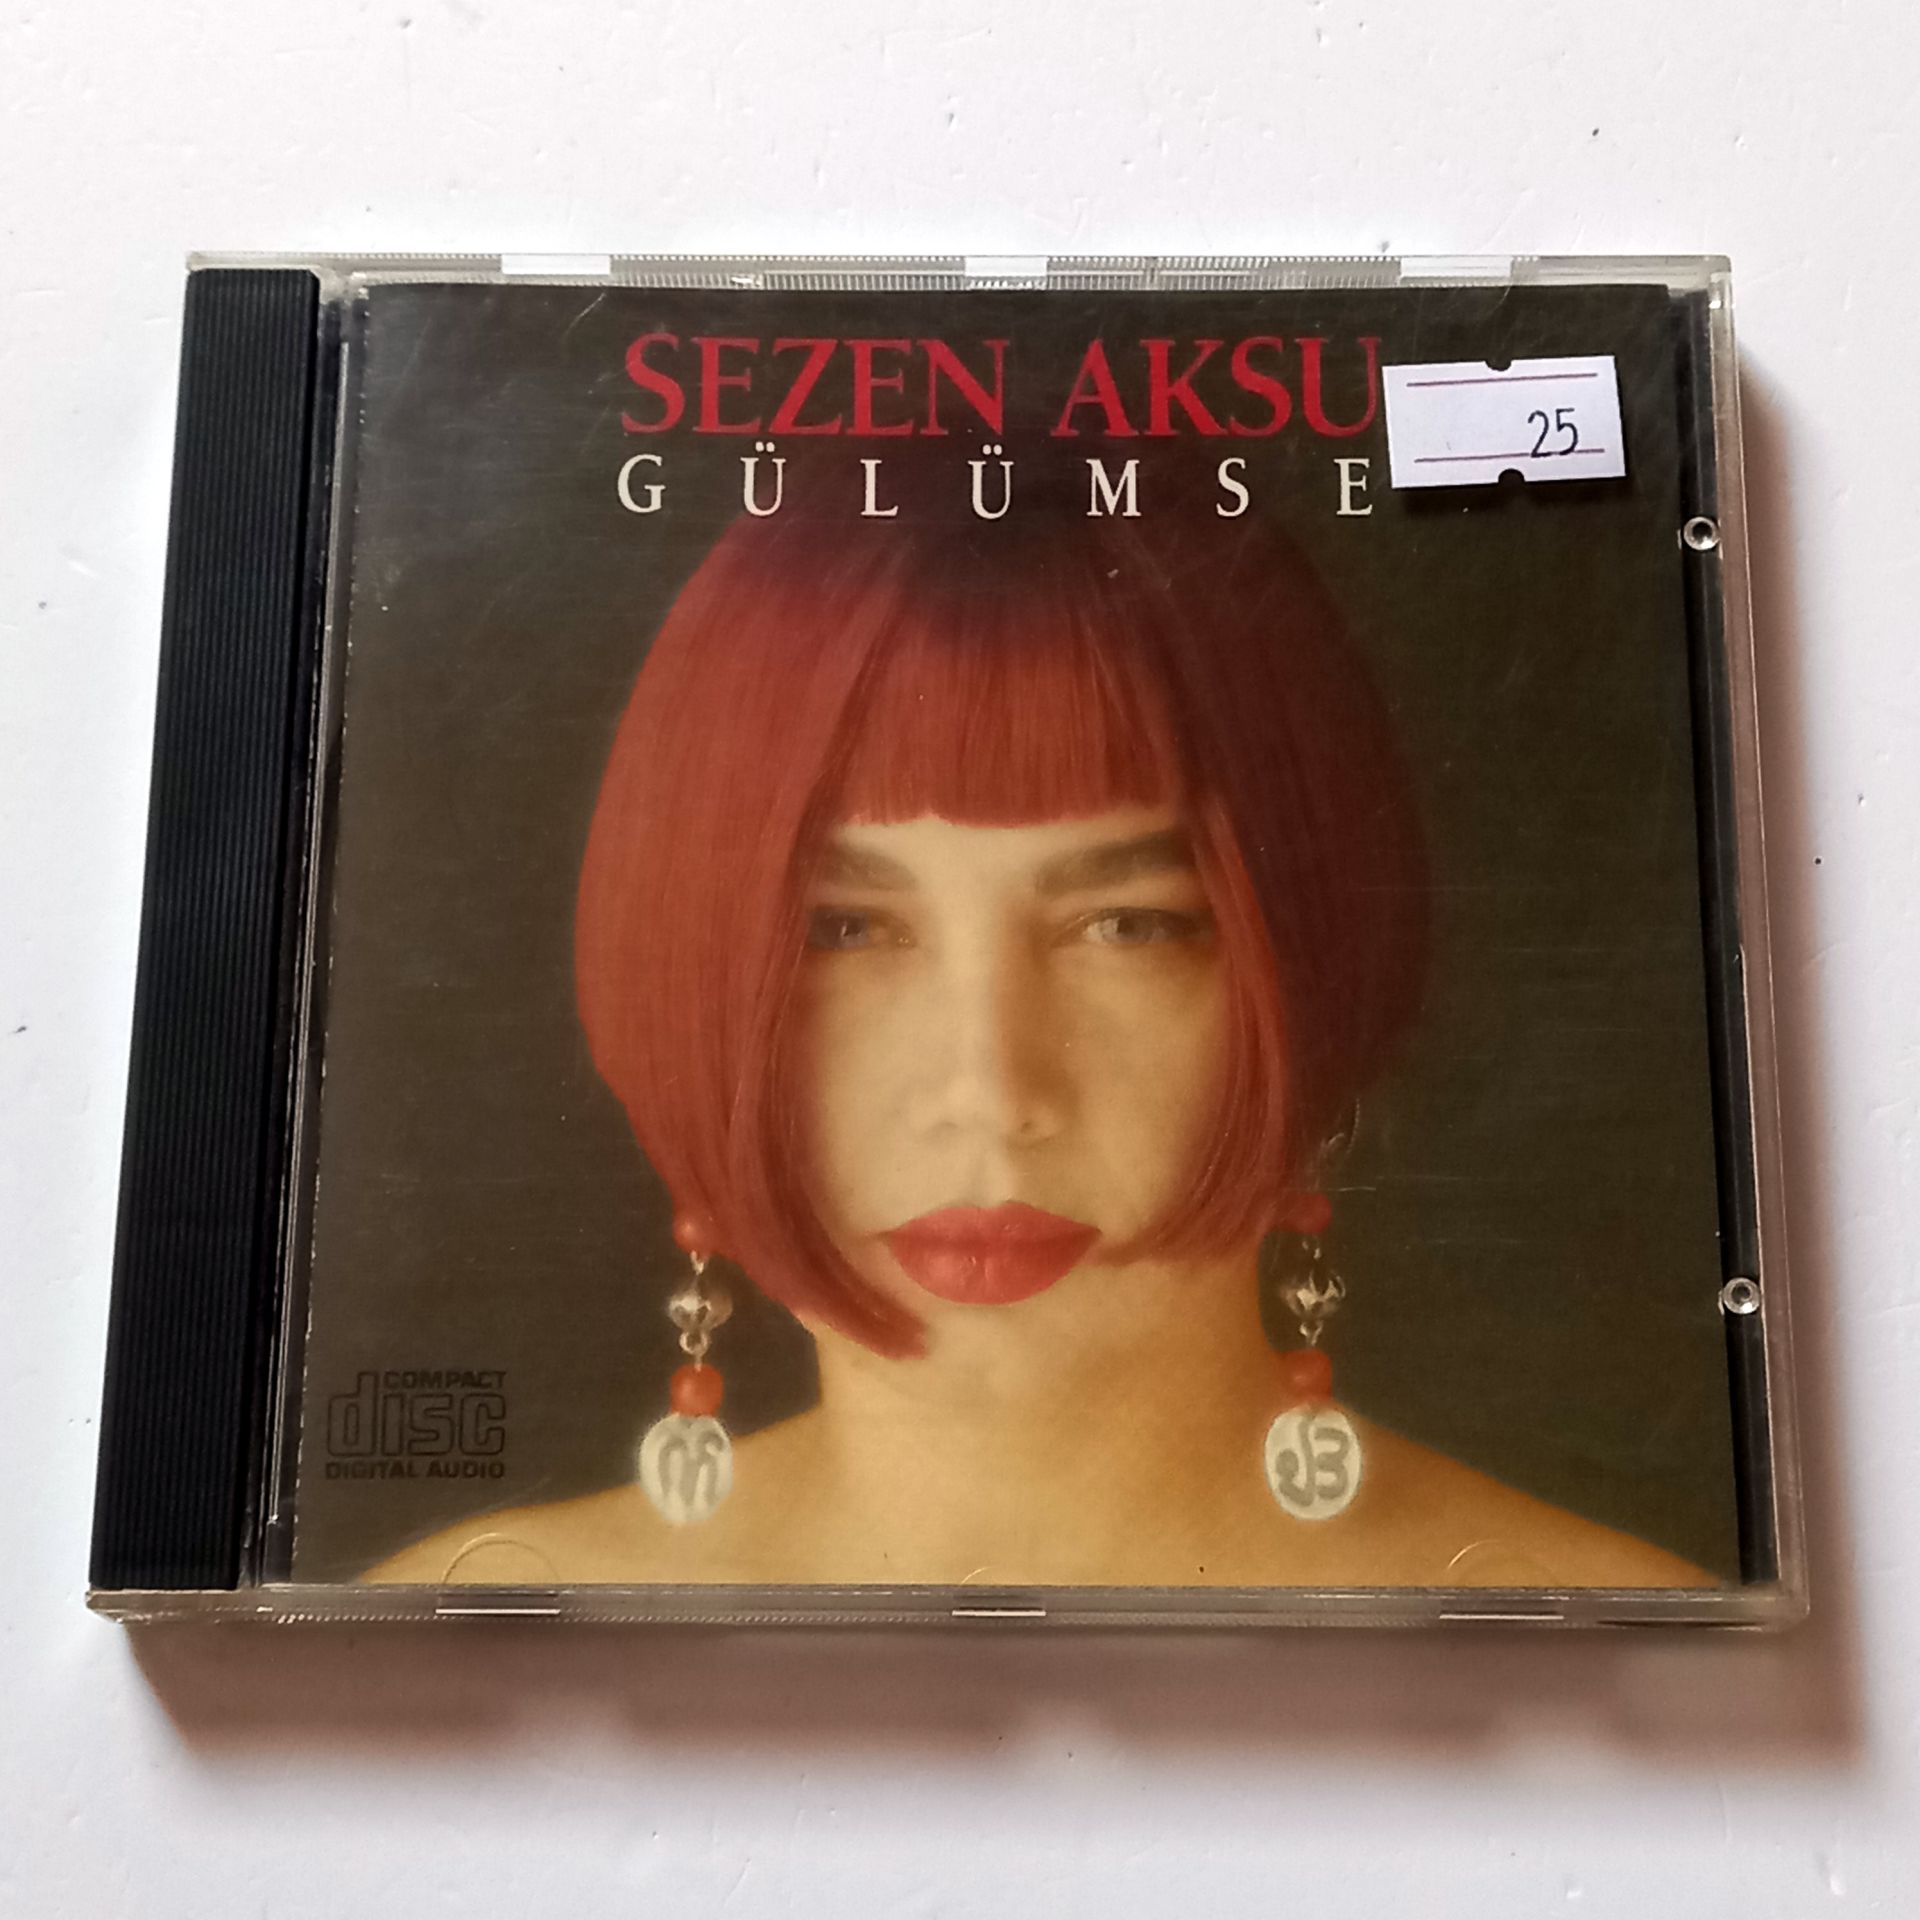 SEZEN AKSU
GÜLÜMSE
25
COMPACT
disc
DIGITAL AUDIO